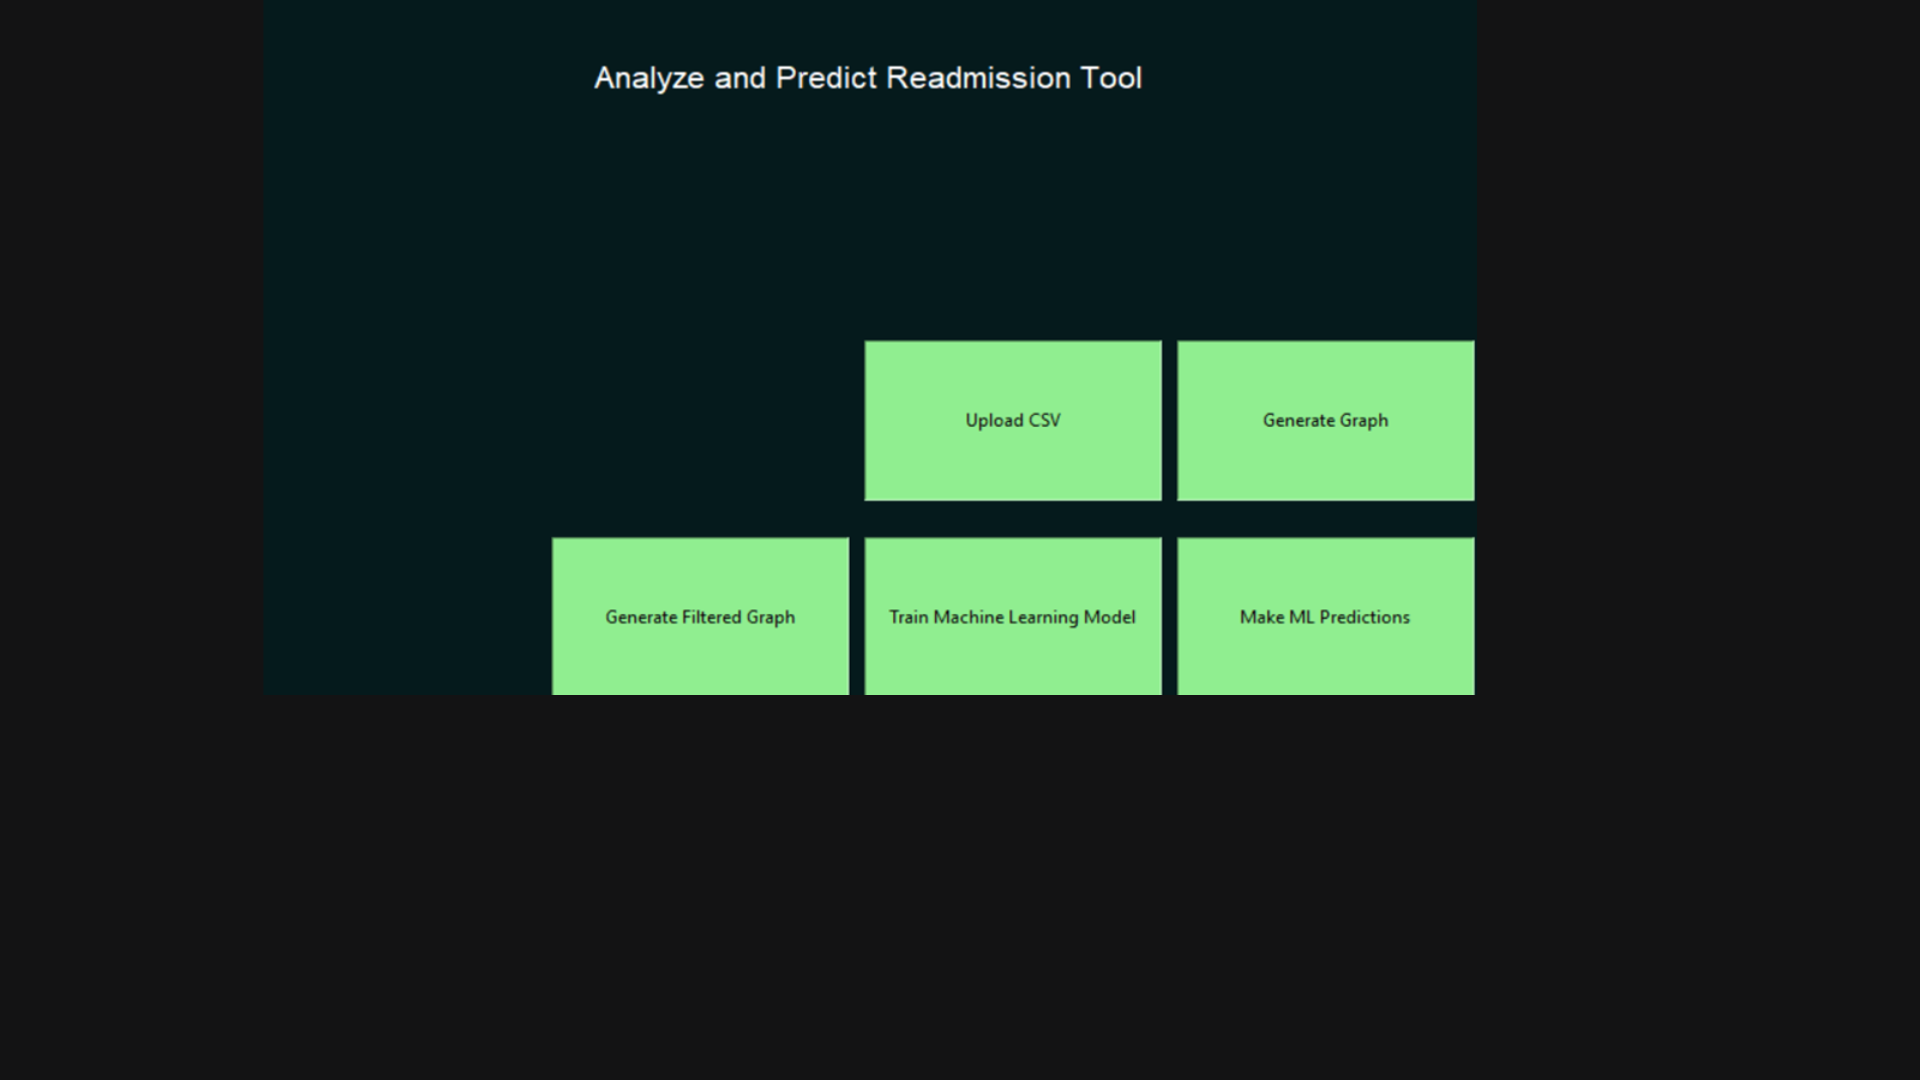 Analyze and Predict Readmission Tool
Upload CSV
Generate Graph
Generate Filtered Graph
Train Machine Learning Model
Make ML Predictions